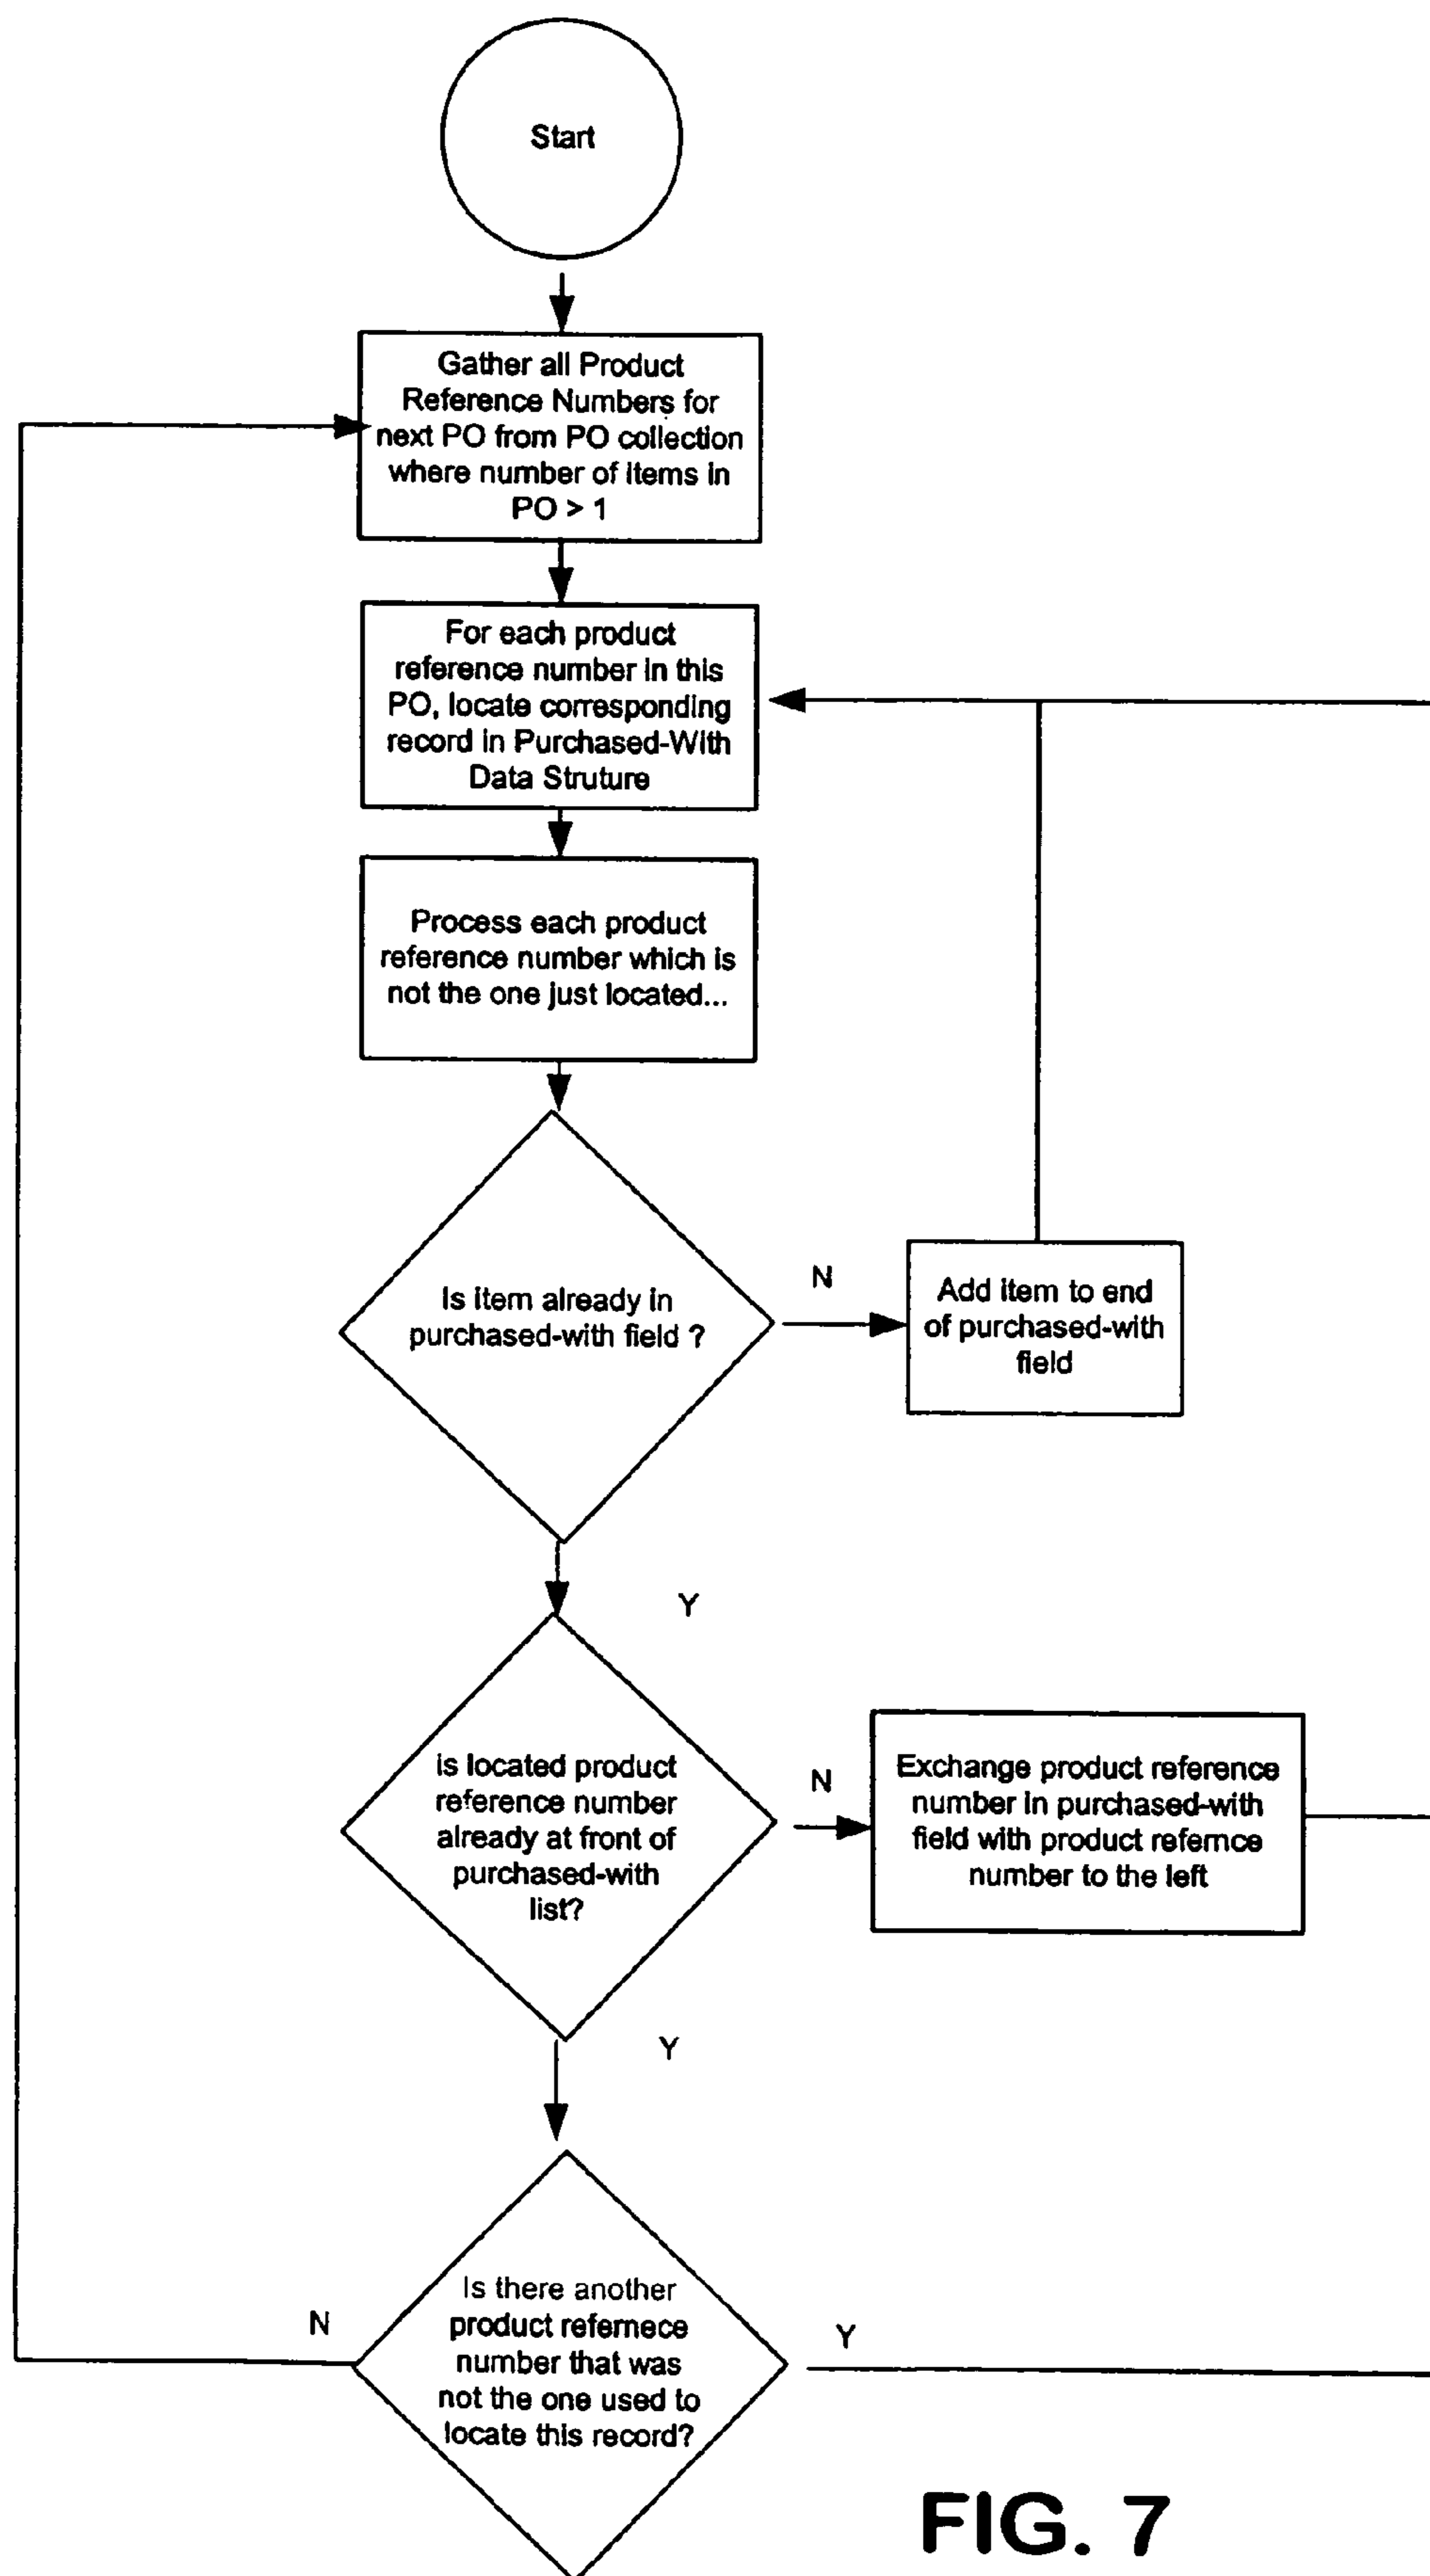 Start
Gather all Product
Reference Numbers for
next PO from PO collection
where number of items in
PO > 1
For each product
reference number in this
PO, locate corresponding
record in Purchased-With
Data Struture
Process each product
reference number which is
not the one just located...
Is item already in
purchased-with field ?
N
Add item to end
of purchased-with
field
Y
is located product
reference number
already at front of
purchased-with
list?
N
Exchange product reference
number in purchased-with
field with product refernce
number to the left
Y
Is there another
product refernece
number that was
not the one used to
locate this record?
N
Y
FIG. 7